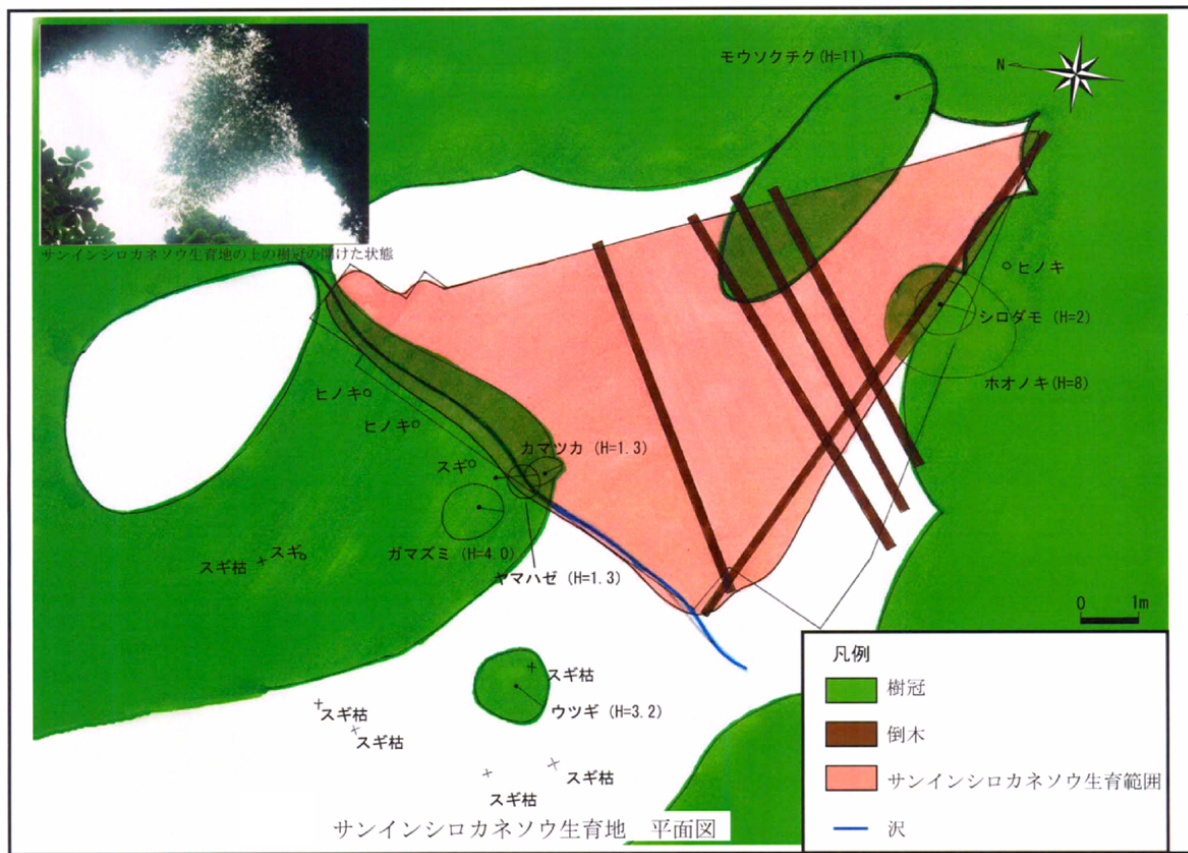 モウソクチク(H=11)
N
サンインシロカネソウ生育地の上の樹冠の開けた状態
ヒノキ
シロダモ(H=2)
ホオノキ(H=8)
ヒノキ
ヒノキ
カマツカ (H=1.3)
スギ
ガマズミ (H=4.0)
スギ枯
スギ
ヤマハゼ (H=1.3)
0 1m
スギ枯
ウツギ(H=3.2)
スギ枯
スギ枯
スギ枯
スギ枯
サンインシロカネソウ生育地 平面図
凡例
樹冠
倒木
サンインシロカネソウ生育範囲
沢